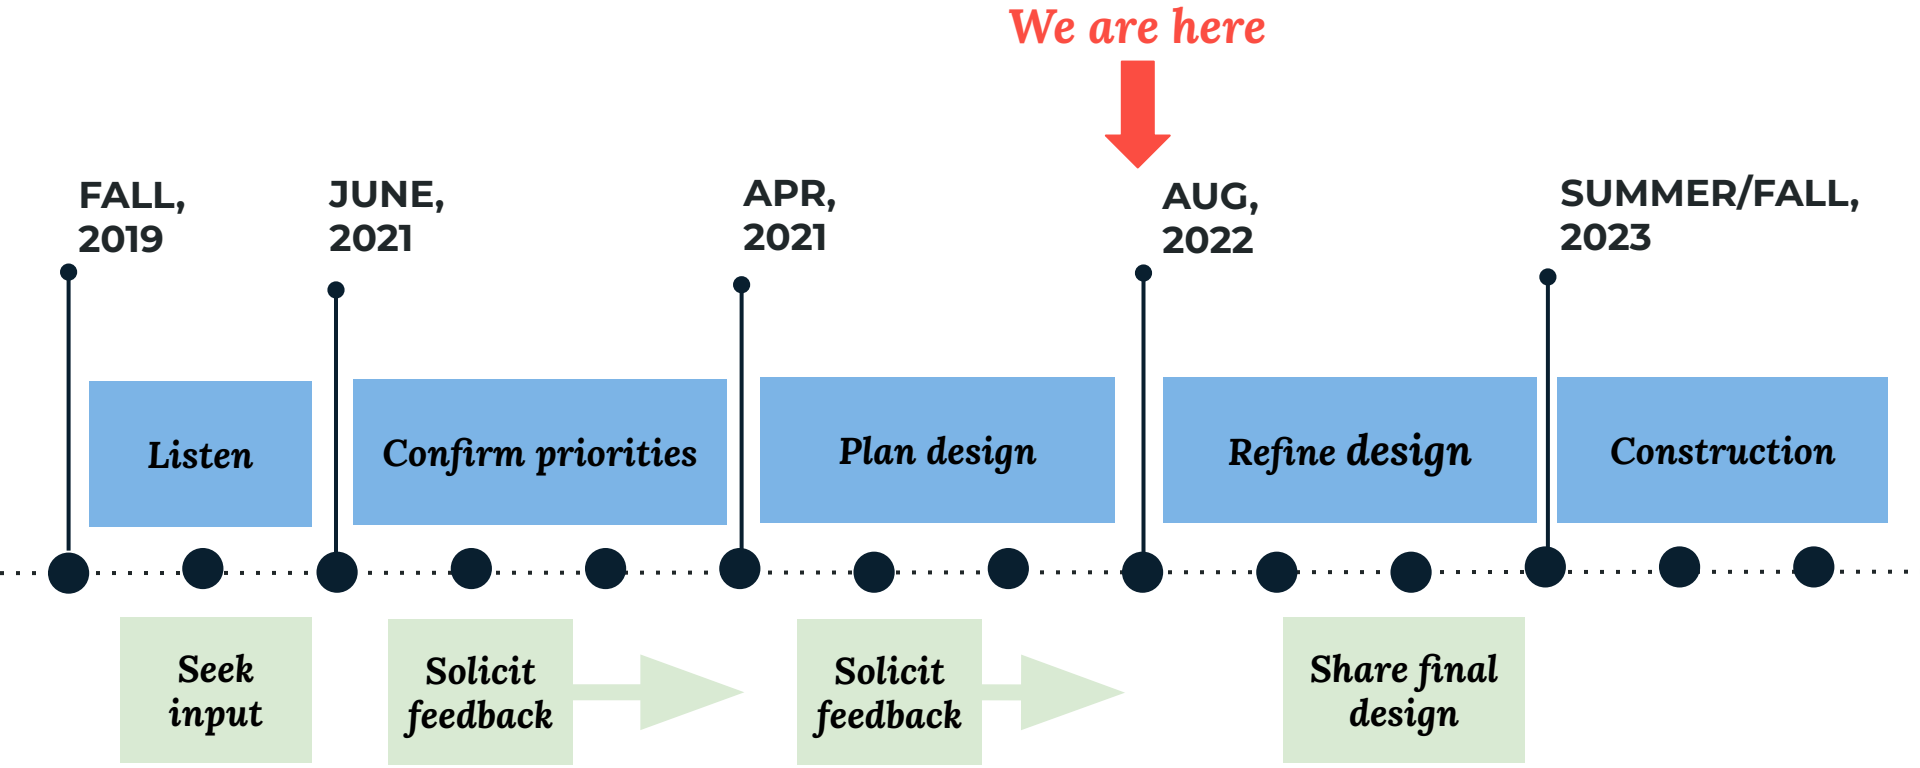 We are here
FALL,
2019
JUNE,
2021
APR,
2021
AUG,
2022
SUMMER/FALL,
2023
Listen
Confirm priorities
Plan design
Refine design
Construction
Seek
input
Solicit
feedback
Solicit
feedback
Share final
design